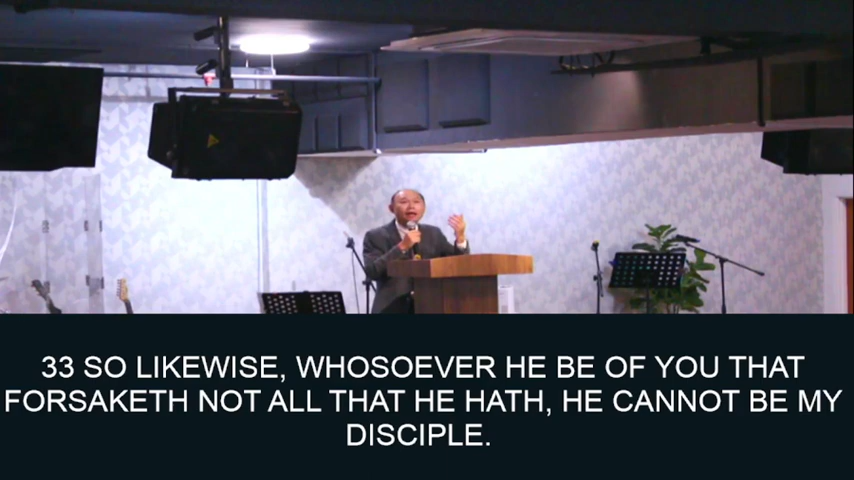 33 SO LIKEWISE, WHOSOEVER HE BE OF YOU THAT
FORSAKETH NOT ALL THAT HE HATH, HE CANNOT BE MY
DISCIPLE.